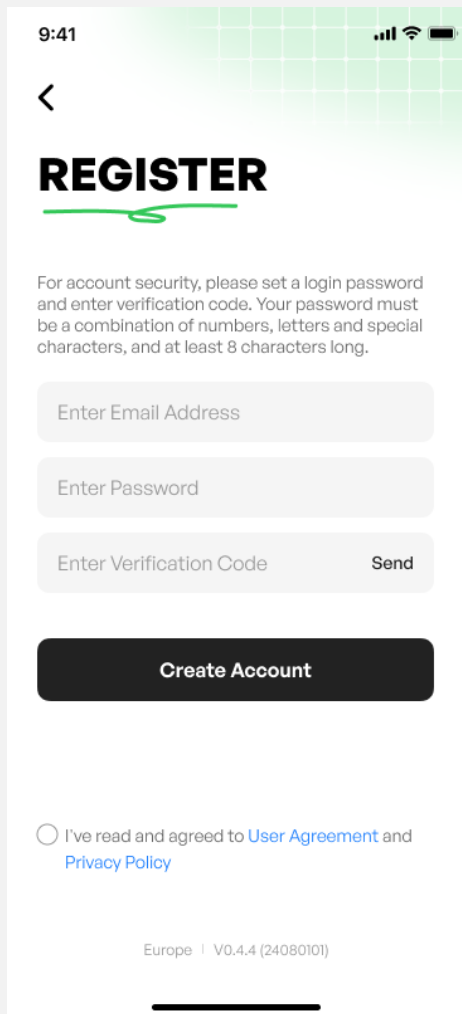 9:41
REGISTER
For account security, please set a login password
and enter verification code. Your password must
be a combination of numbers, letters and special
characters, and at least 8 characters long.
Enter Email Address
Enter Password
Enter Verification Code Send
Create Account
I've read and agreed to User Agreement and
Privacy Policy
Europe | V0.4.4 (24080101)